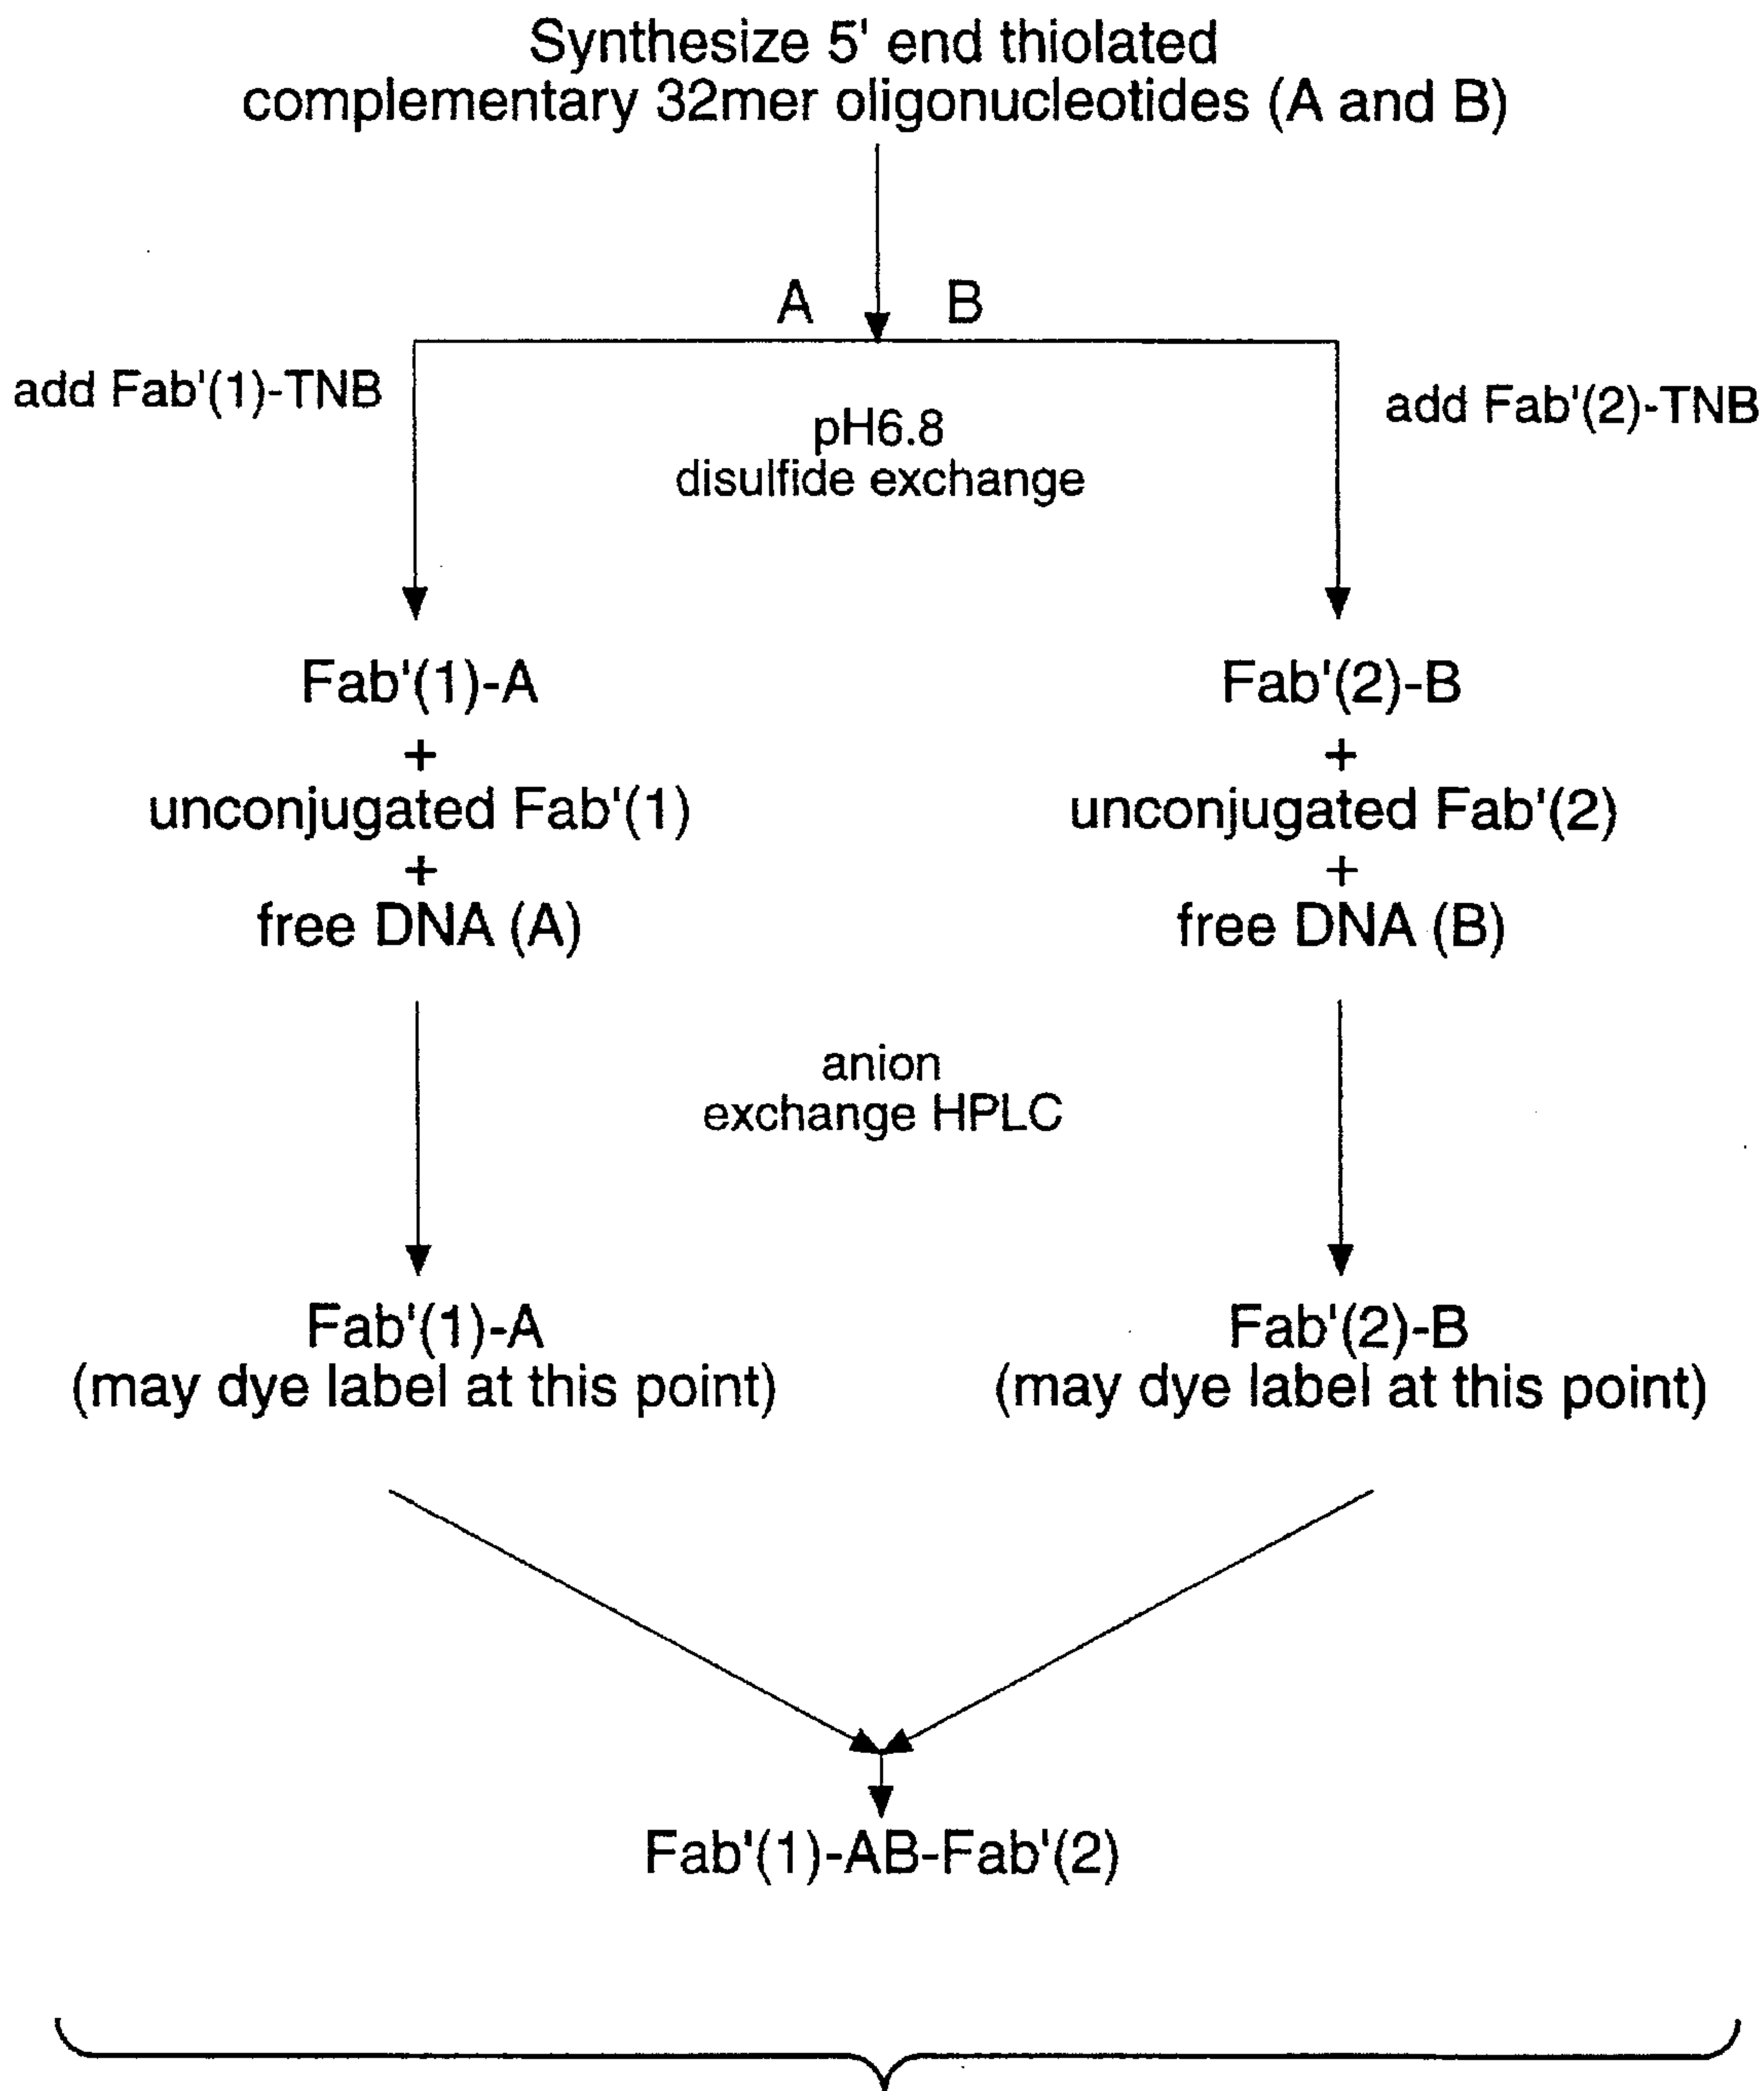 Synthesize 5' end thiolated
complementary 32mer oligonucleotides (A and B)
A B
add Fab'(1)-TNB
add Fab'(2)-TNB
pH6.8
disulfide exchange
Fab'(1)-A
+
unconjugated Fab'(1)
+
free DNA (A)
Fab'(2)-B
+
unconjugated Fab'(2)
+
free DNA (B)
anion
exchange HPLC
Fab'(1)-A
(may dye label at this point)
Fab'(2)-B
(may dye label at this point)
Fab'(1)-AB-Fab'(2)